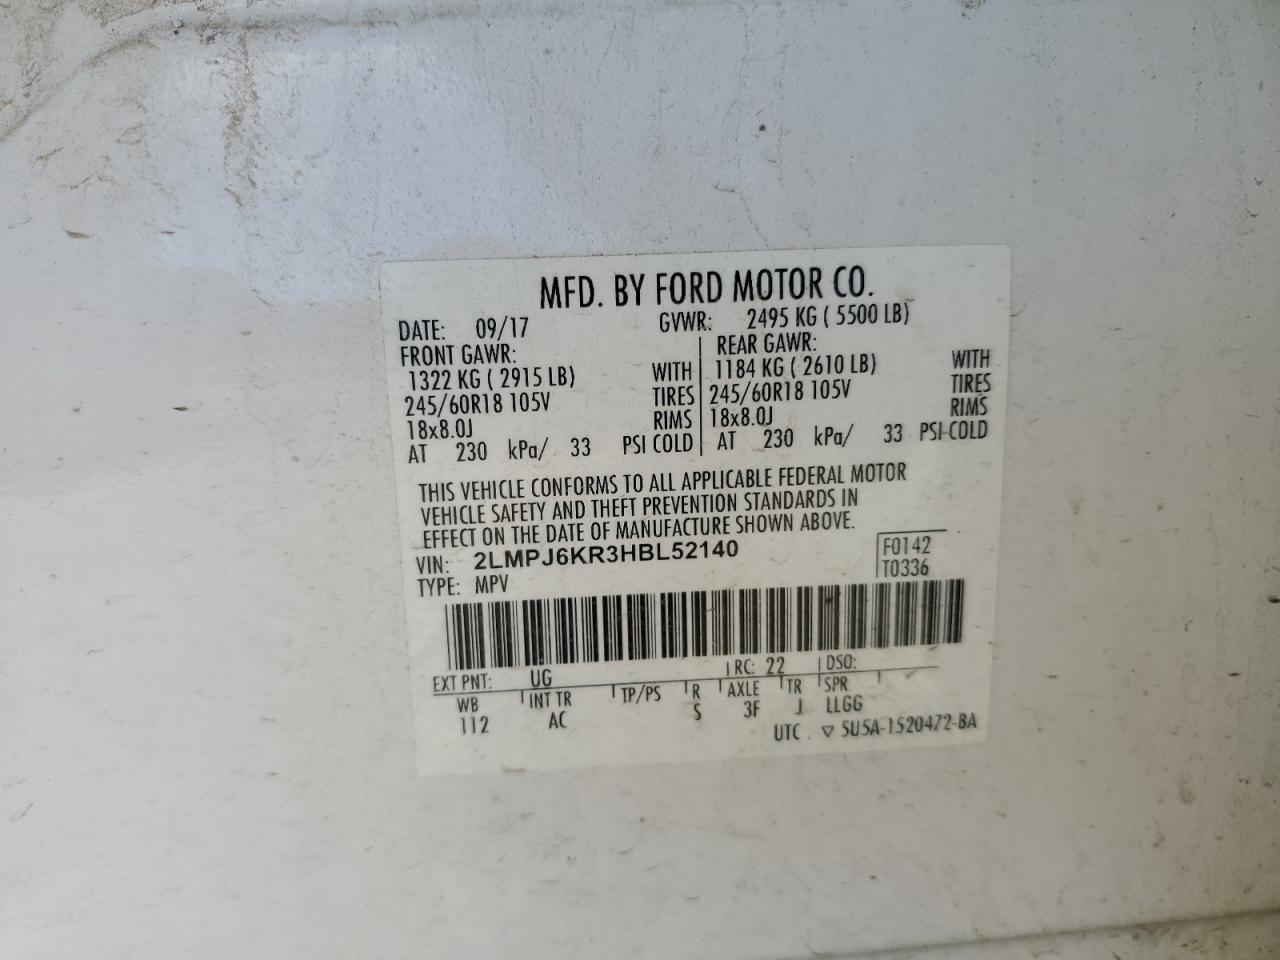 MFD. BY FORD MOTOR CO.
DATE: 09/17 GVWR: 2495 KG ( 5500 LB)
FRONT GAWR: REAR GAWR:
1322 KG ( 2915 LB) WITH 1184 KG ( 2610 LB) WITH
245/60R18 105V TIRES 245/60R18 105V TIRES
18x8.0J RIMS 18x8.0J RIMS
AT 230 kPa/ 33 PSI COLD AT 230 kPa/ 33 PSI COLD
THIS VEHICLE CONFORMS TO ALL APPLICABLE FEDERAL MOTOR
VEHICLE SAFETY AND THEFT PREVENTION STANDARDS IN
EFFECT ON THE DATE OF MANUFACTURE SHOWN ABOVE.
VIN: 2LMPJ6KR3HBL52140 F0142
TYPE: MPV T0336
EXT PNT: UG RC: 22 DSO:
WB INT TR TP/PS R AXLE TR SPR
112 AC S 3F J LLGG
UTC ▽ 5U5A-1520472-BA